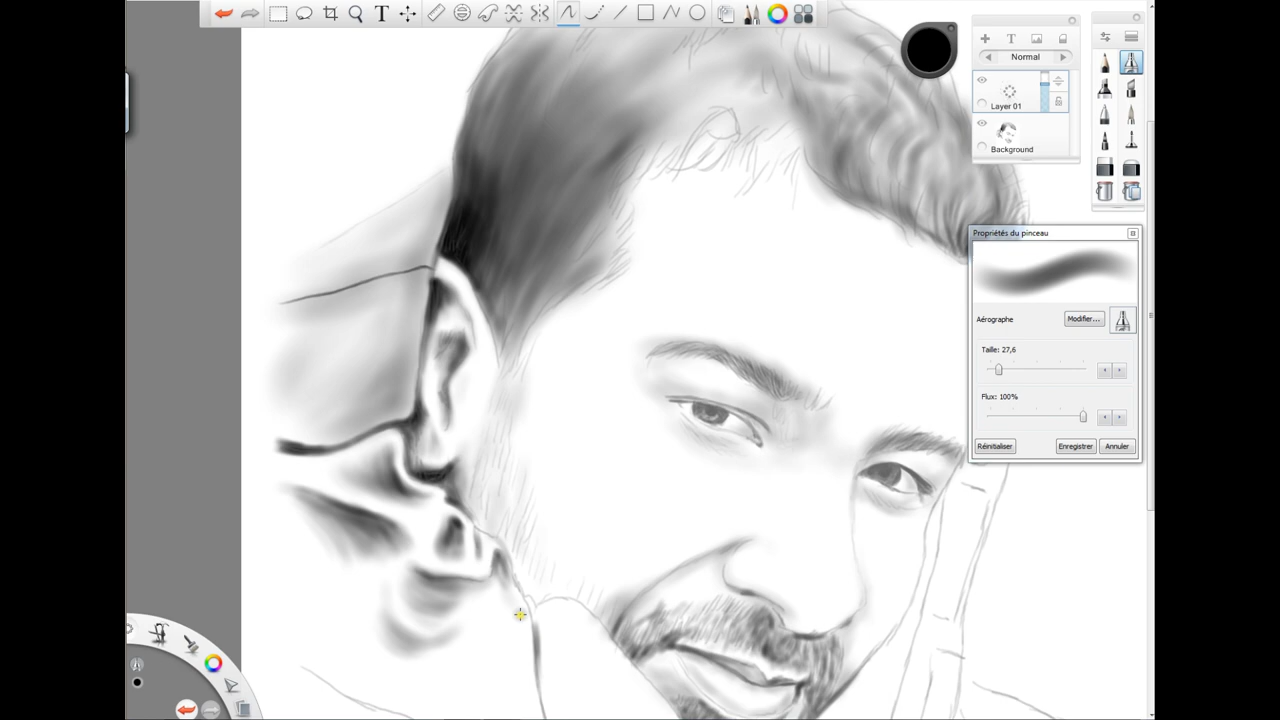 T
T
Normal
Layer 01
Background
Propriétés du pinceau
Aérographe
Modifier...
Taille: 27,6
Flux: 100%
Réinitialiser
Enregistrer
Annuler